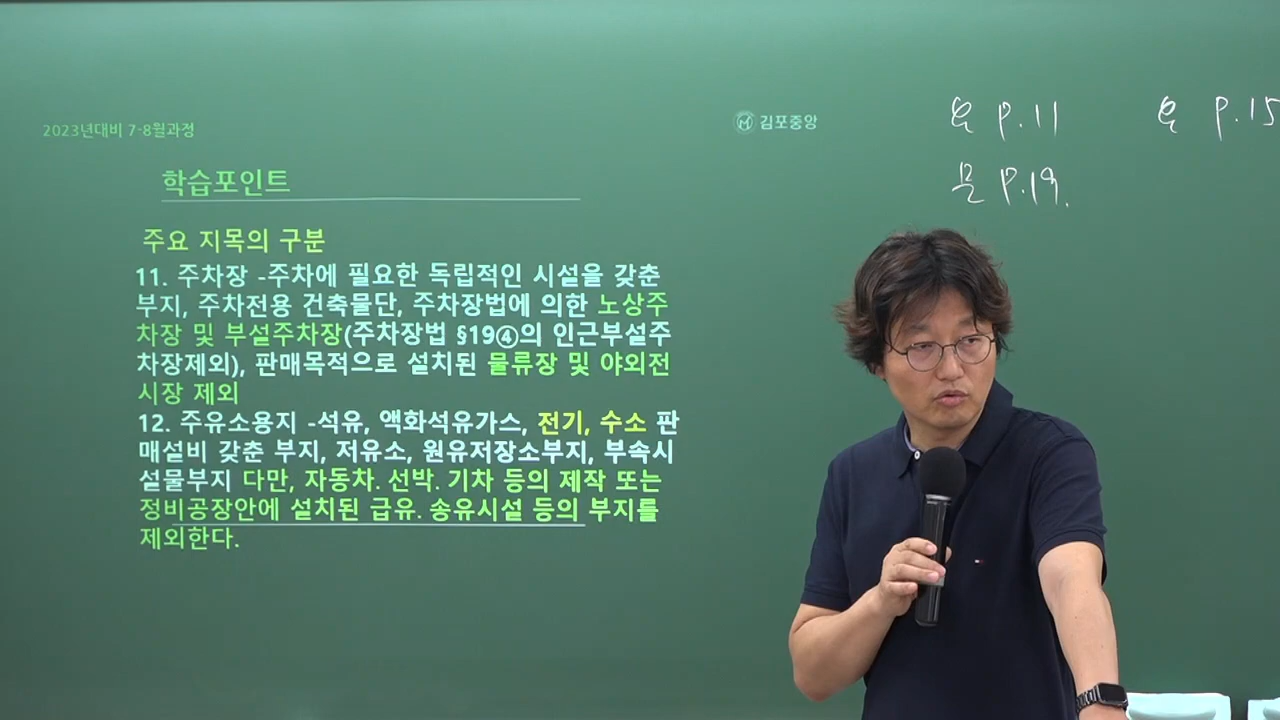 2023년대비 7-8월과정
김포중앙
요 P.11
요 P.15
문 P.19.
학습포인트
주요 지목의 구분
11. 주차장 -주차에 필요한 독립적인 시설을 갖춘
부지, 주차전용 건축물단, 주차장법에 의한 노상주
차장 및 부설주차장(주차장법 §19④의 인근부설주
차장제외), 판매목적으로 설치된 물류장 및 야외전
시장 제외
12. 주유소용지 -석유, 액화석유가스, 전기, 수소 판
매설비 갖춘 부지, 저유소, 원유저장소부지, 부속시
설물부지 다만, 자동차. 선박. 기차 등의 제작 또는
정비공장안에 설치된 급유. 송유시설 등의 부지를
제외한다.